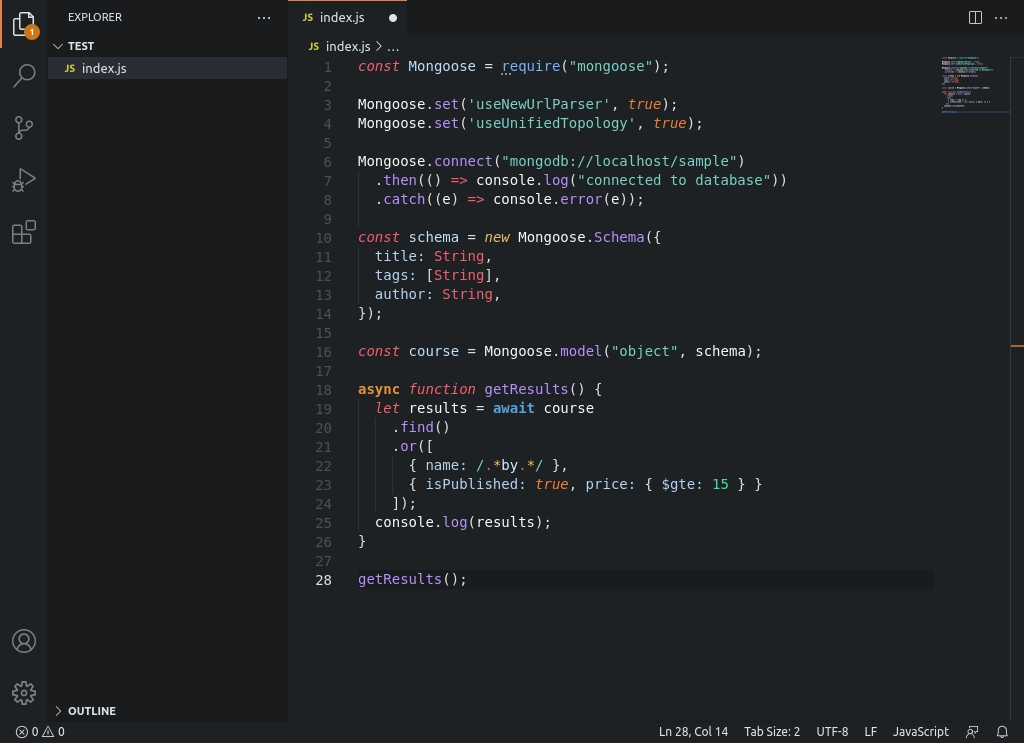 EXPLORER
JS index.js
TEST
JS index.js
JS index.js > ...
1 const Mongoose = require("mongoose");
2
3 Mongoose.set('useNewUrlParser', true);
4 Mongoose.set('useUnifiedTopology', true);
5
6 Mongoose.connect("mongodb://localhost/sample")
7   .then(() => console.log("connected to database"))
8   .catch((e) => console.error(e));
9
10 const schema = new Mongoose.Schema({
11   title: String,
12   tags: [String],
13   author: String,
14 });
15
16 const course = Mongoose.model("object", schema);
17
18 async function getResults() {
19   let results = await course
20     .find()
21     .or([
22       { name: /.*by.*/ },
23       { isPublished: true, price: { $gte: 15 } }
24     ]);
25   console.log(results);
26 }
27
28 getResults();
1
OUTLINE
0 0
Ln 28, Col 14 Tab Size: 2 UTF-8 LF JavaScript